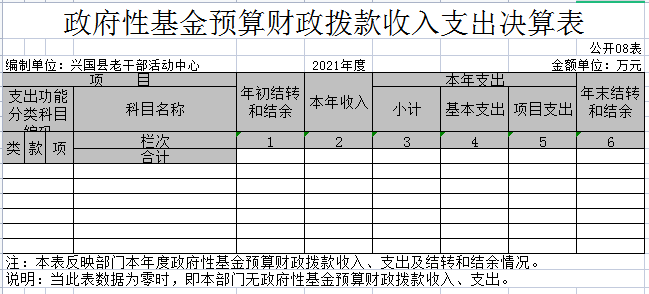 政府性基金预算财政拨款收入支出决算表
公开08表
编制单位：兴国县老干部活动中心 2021年度 金额单位：万元
项 目 年初结转和结余 本年收入 本年支出 年末结转和结余
支出功能分类科目编码 科目名称 小计 基本支出 项目支出
类 款 项 栏次 1 2 3 4 5 6
合计
注：本表反映部门本年度政府性基金预算财政拨款收入、支出及结转和结余情况。
说明：当此表数据为零时，即本部门无政府性基金预算财政拨款收入、支出。